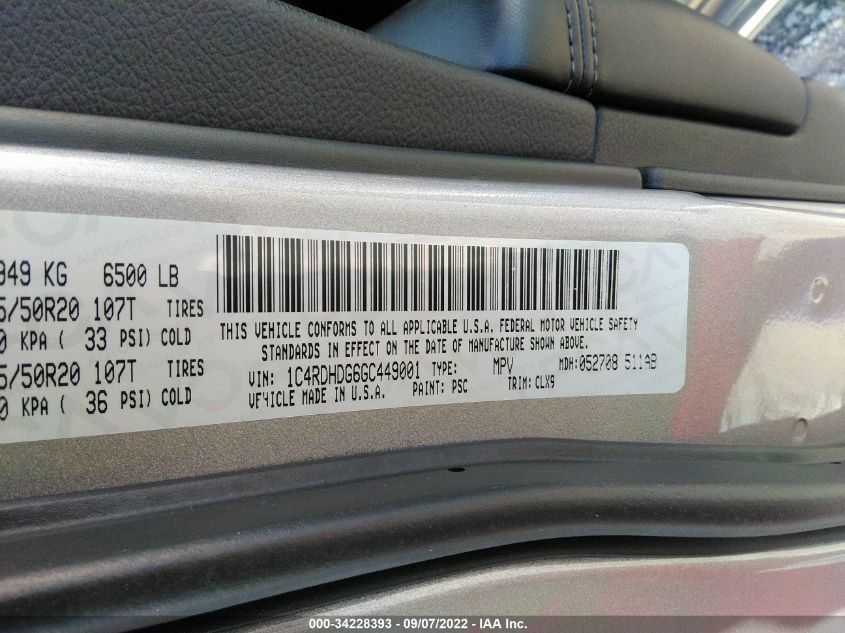 949 KG 6500 LB
5/50R20 107T TIRES
0 KPA ( 33 PSI) COLD
5/50R20 107T TIRES
0 KPA ( 36 PSI) COLD
THIS VEHICLE CONFORMS TO ALL APPLICABLE U.S.A. FEDERAL MOTOR VEHICLE SAFETY
STANDARDS IN EFFECT ON THE DATE OF MANUFACTURE SHOWN ABOVE.
VIN: 1C4RDHDG6GC449001 TYPE: MPV MDH:052708 511AB
VEHICLE MADE IN U.S.A. PAINT: PSC TRIM: CLX9
000-34228393 - 09/07/2022 - IAA Inc.